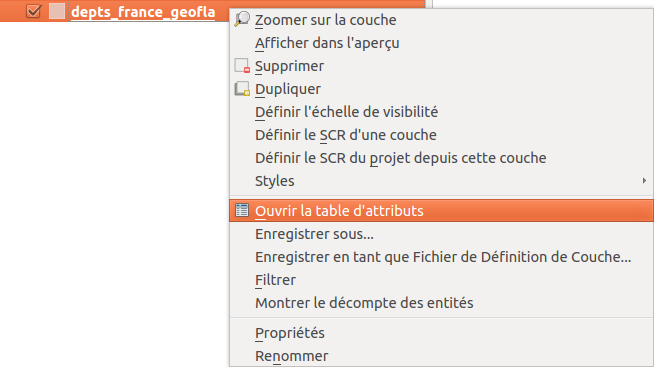 depts_france_geofla
Zoomer sur la couche
Afficher dans l'aperçu
Supprimer
Dupliquer
Définir l'échelle de visibilité
Définir le SCR d'une couche
Définir le SCR du projet depuis cette couche
Styles
Ouvrir la table d'attributs
Enregistrer sous...
Enregistrer en tant que Fichier de Définition de Couche...
Filtrer
Montrer le décompte des entités
Propriétés
Renommer